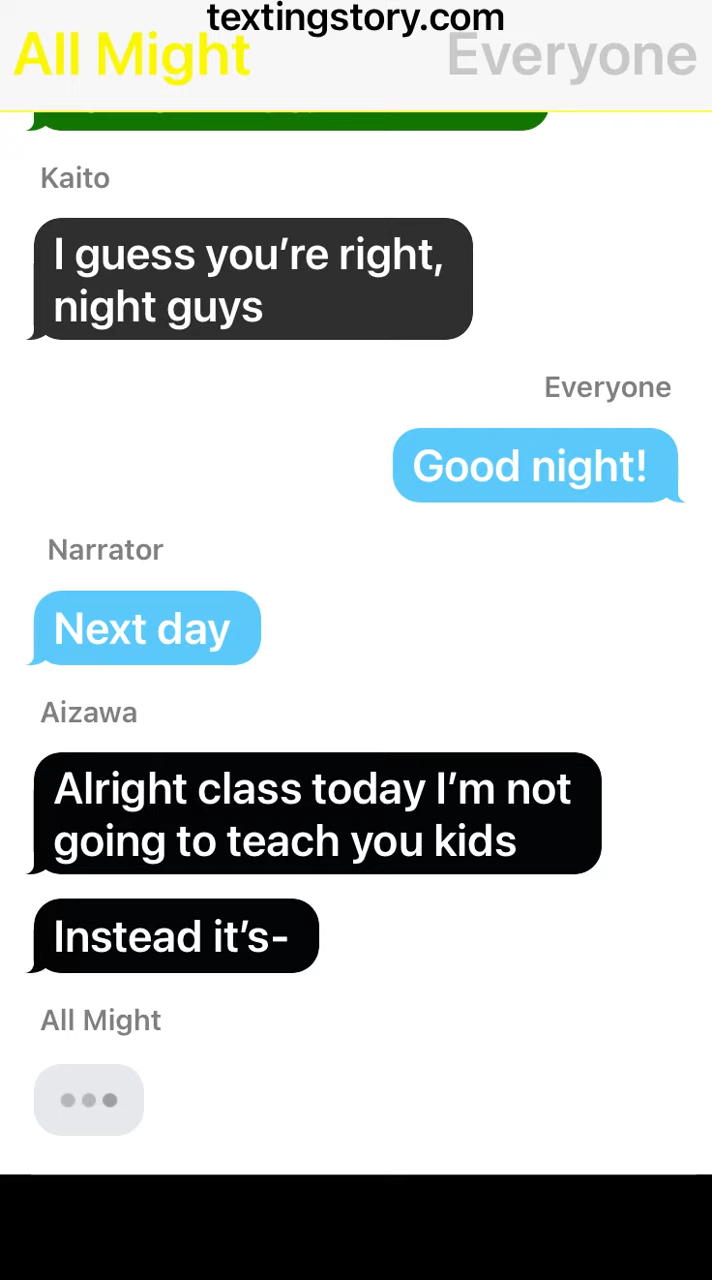 textingstory.com
All Might
Everyone
Kaito
I guess you’re right,
night guys
Everyone
Good night!
Narrator
Next day
Aizawa
Alright class today I’m not
going to teach you kids
Instead it’s-
All Might